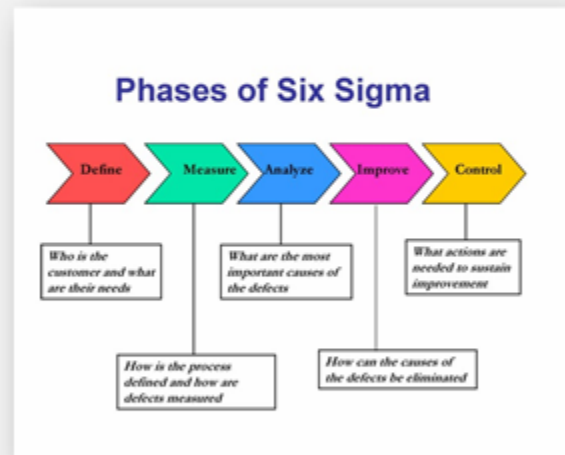 Phases of Six Sigma
Define Measure Analyze Improve Control
Who is the
customer and what
are their needs
What are the most
important causes of
the defects
What actions are
needed to sustain
improvement
How is the process
defined and how are
defects measured
How can the causes of
the defects be eliminated